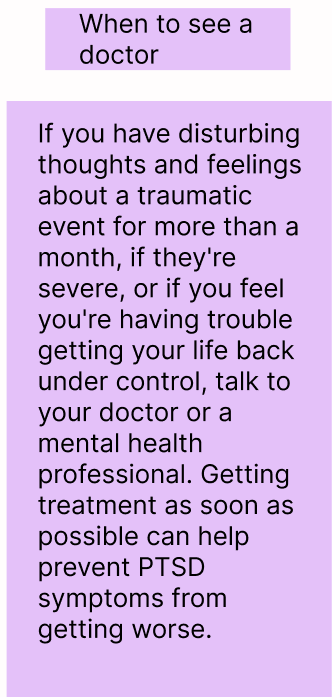 When to see a
doctor
If you have disturbing
thoughts and feelings
about a traumatic
event for more than a
month, if they're
severe, or if you feel
you're having trouble
getting your life back
under control, talk to
your doctor or a
mental health
professional. Getting
treatment as soon as
possible can help
prevent PTSD
symptoms from
getting worse.